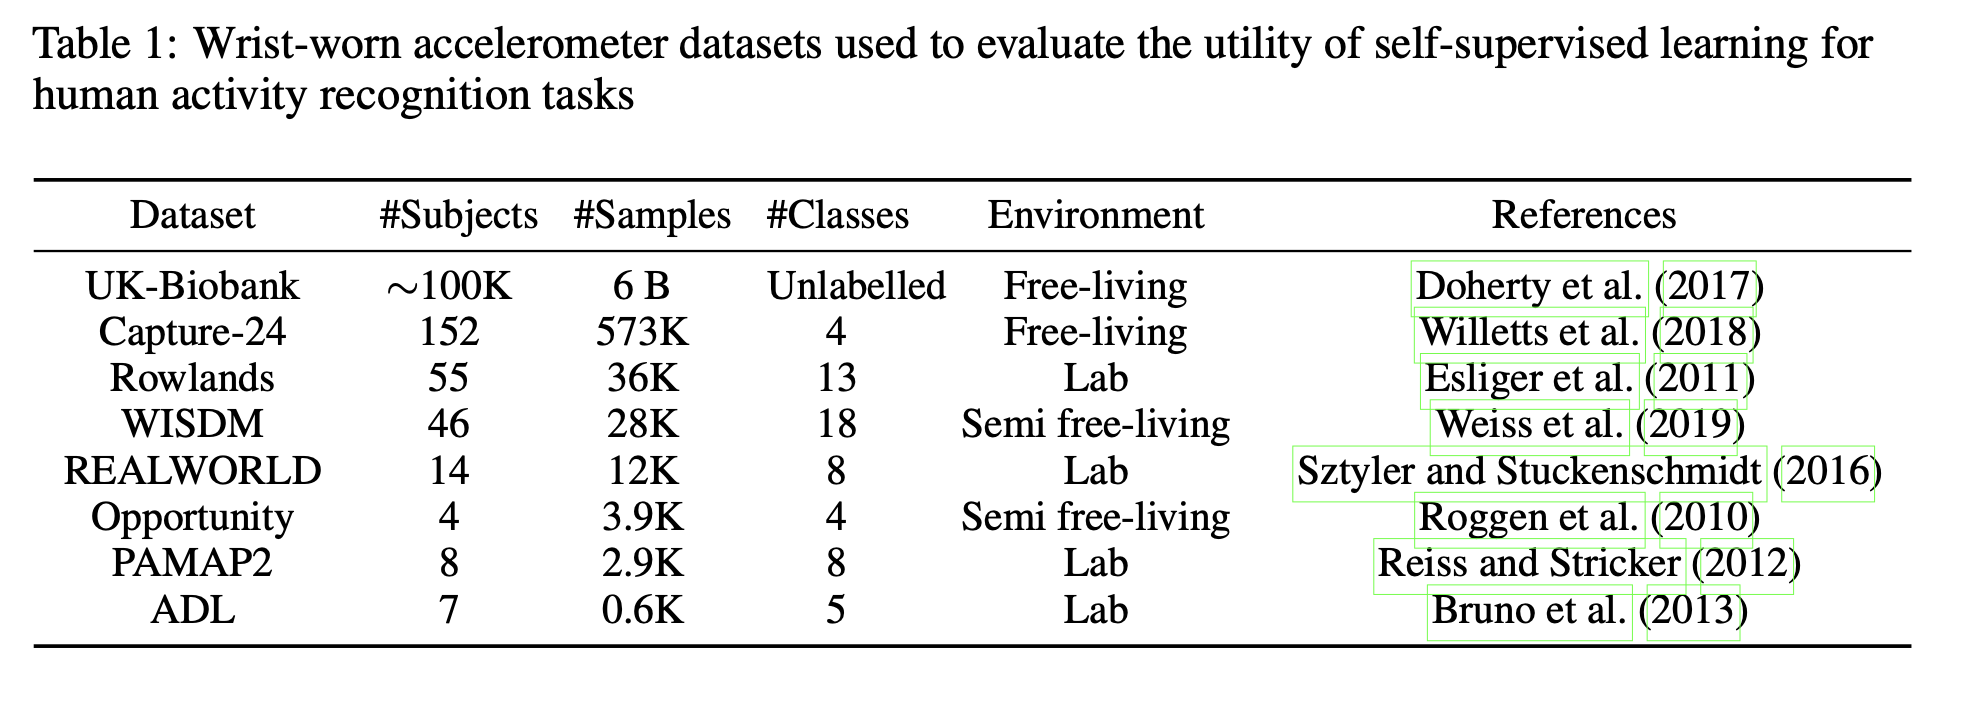 Table 1: Wrist-worn accelerometer datasets used to evaluate the utility of self-supervised learning for
human activity recognition tasks
Dataset #Subjects #Samples #Classes Environment References
UK-Biobank ~100K 6 B Unlabelled Free-living Doherty et al. (2017)
Capture-24 152 573K 4 Free-living Willetts et al. (2018)
Rowlands 55 36K 13 Lab Esliger et al. (2011)
WISDM 46 28K 18 Semi free-living Weiss et al. (2019)
REALWORLD 14 12K 8 Lab Sztyler and Stuckenschmidt (2016)
Opportunity 4 3.9K 4 Semi free-living Roggen et al. (2010)
PAMAP2 8 2.9K 8 Lab Reiss and Stricker (2012)
ADL 7 0.6K 5 Lab Bruno et al. (2013)